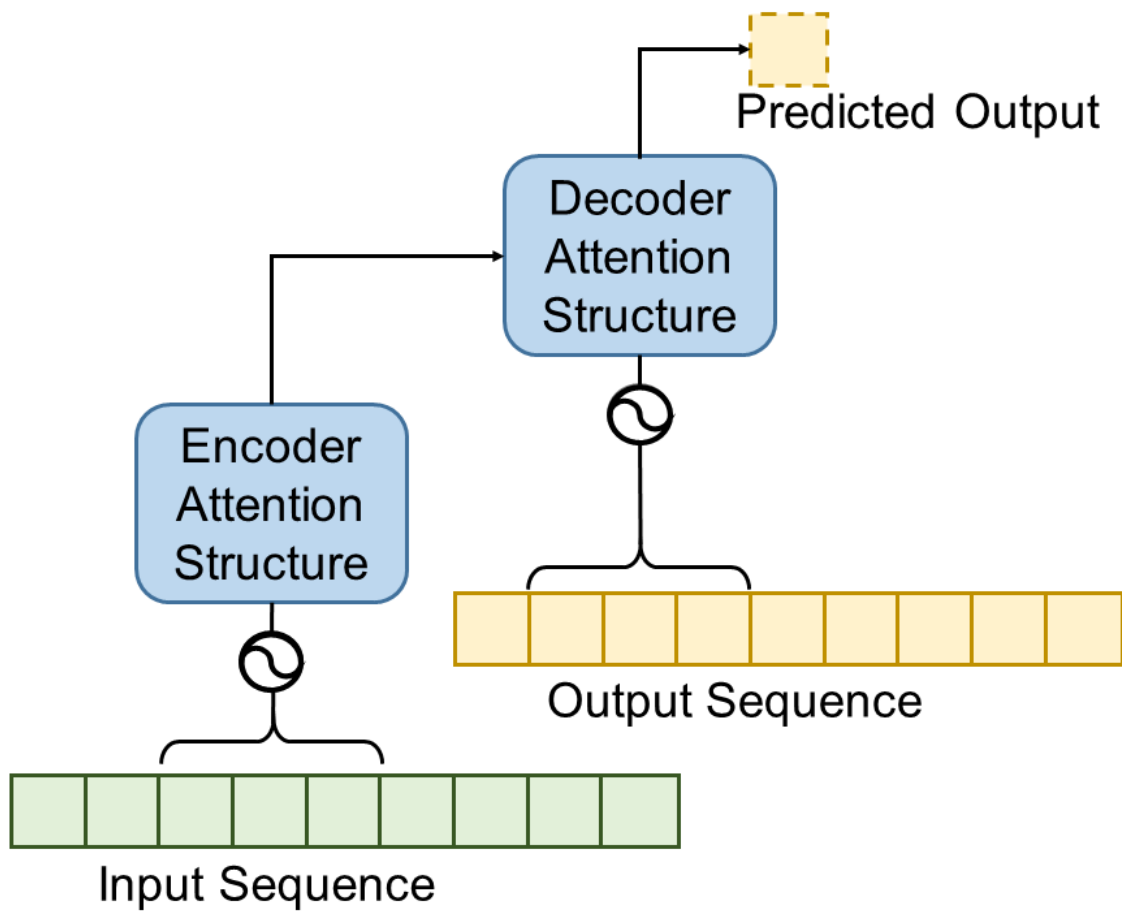 Predicted Output
Decoder
Attention
Structure
Encoder
Attention
Structure
Output Sequence
Input Sequence